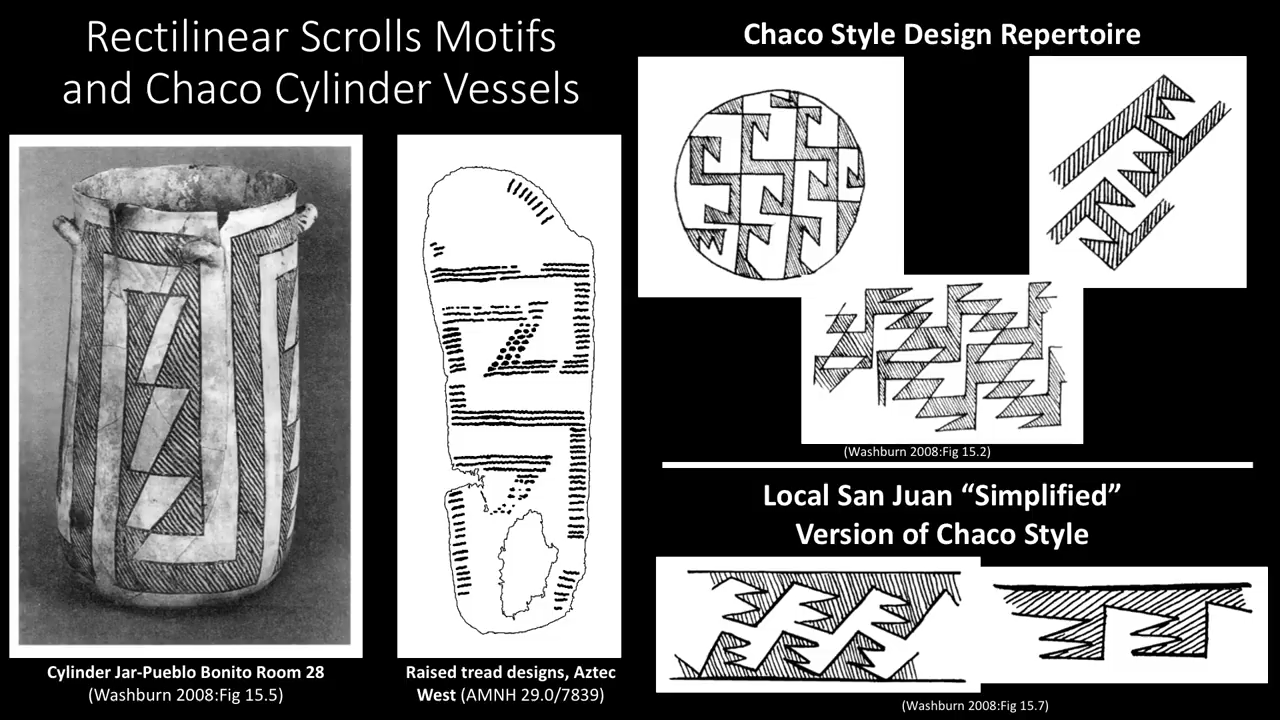 Rectilinear Scrolls Motifs
and Chaco Cylinder Vessels
Cylinder Jar-Pueblo Bonito Room 28
(Washburn 2008:Fig 15.5)
Raised tread designs, Aztec
West (AMNH 29.0/7839)
Chaco Style Design Repertoire
(Washburn 2008:Fig 15.2)
Local San Juan “Simplified”
Version of Chaco Style
(Washburn 2008:Fig 15.7)